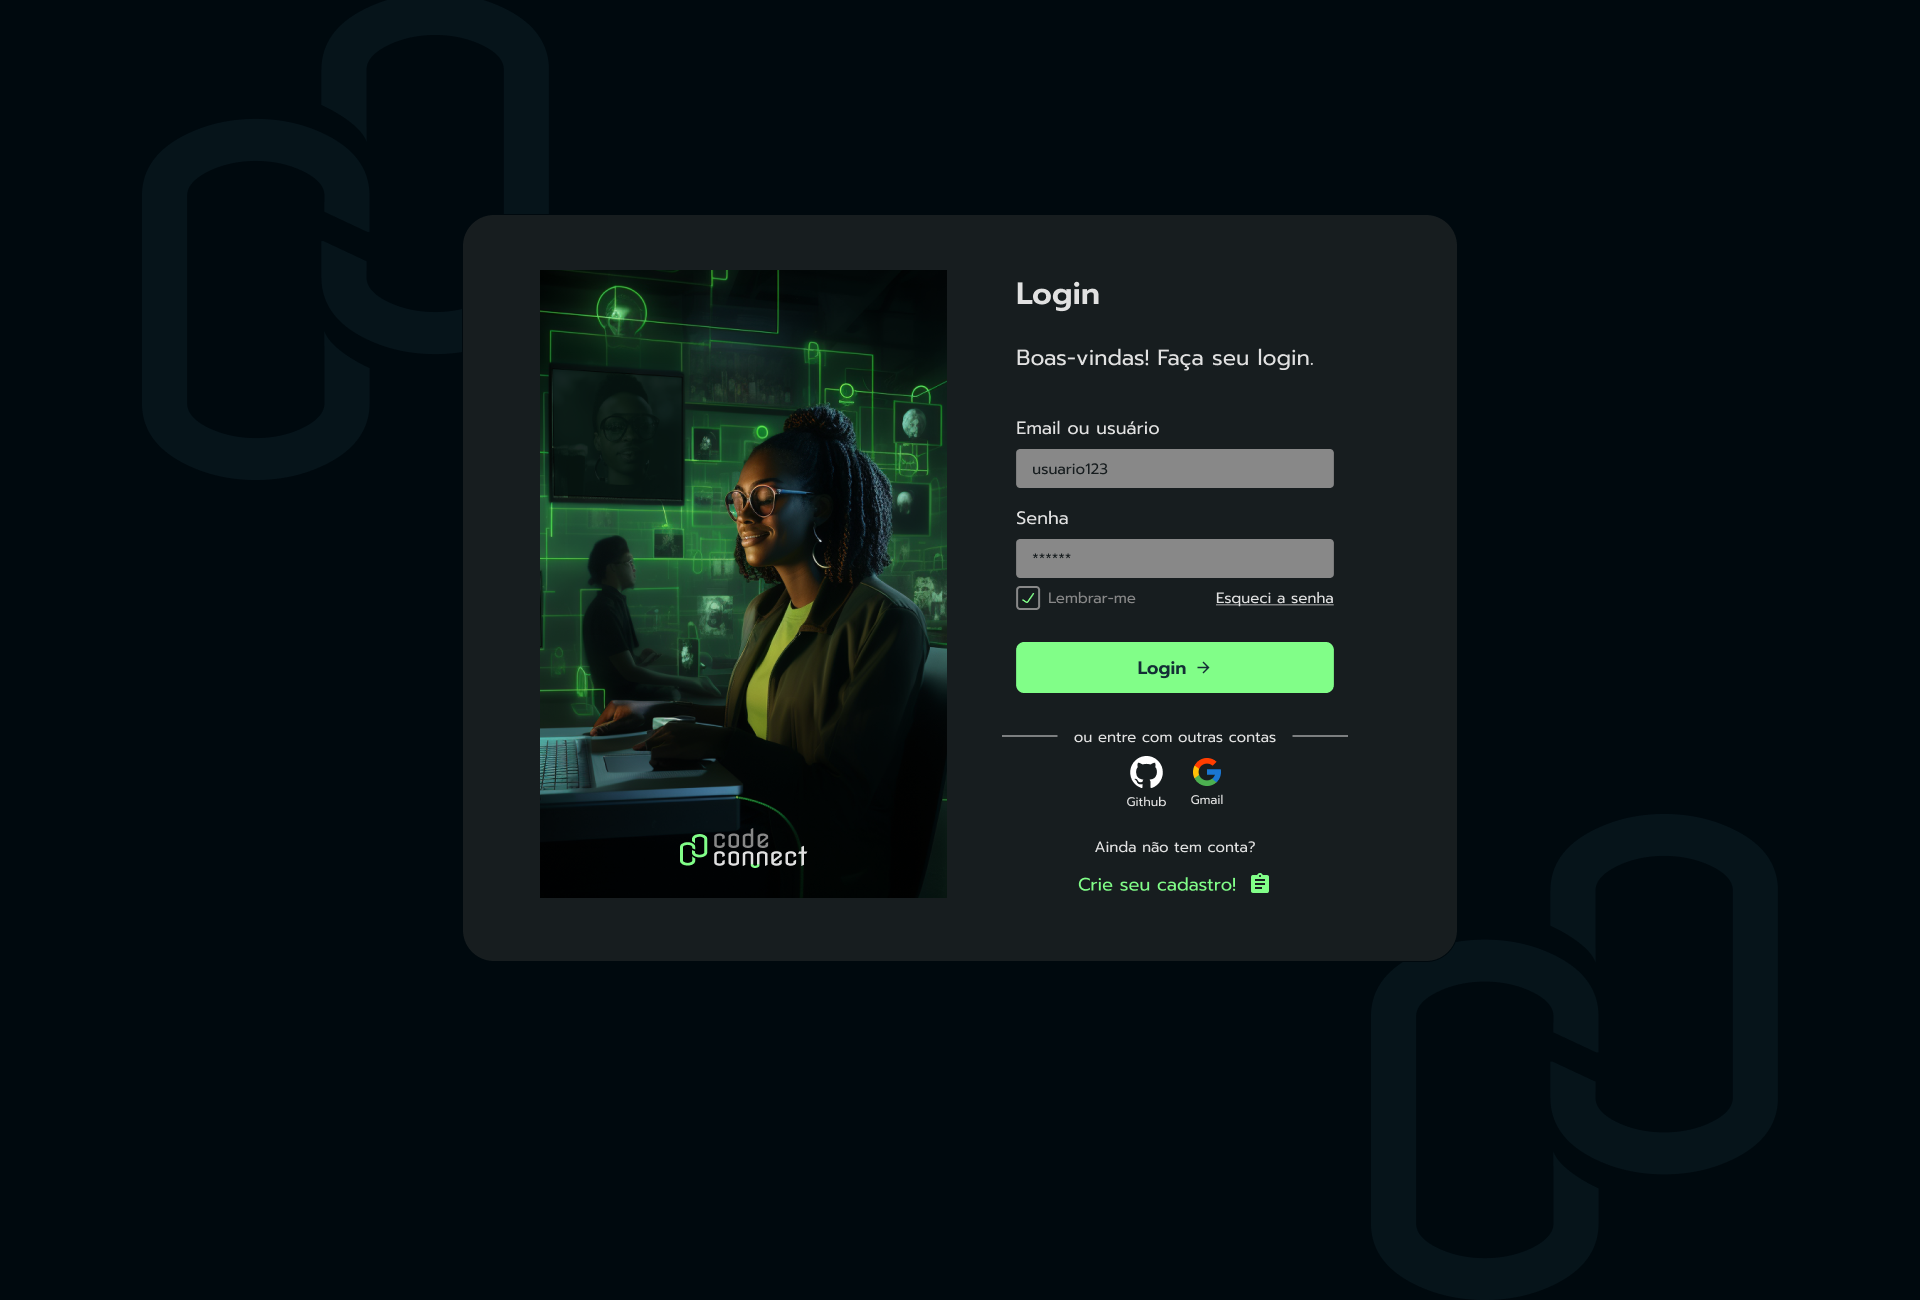 Login
Boas-vindas! Faça seu login.
Email ou usuário
usuario123
Senha
******
Lembrar-me
Esqueci a senha
Login
ou entre com outras contas
Github
Gmail
Ainda não tem conta?
Crie seu cadastro!
code
connect